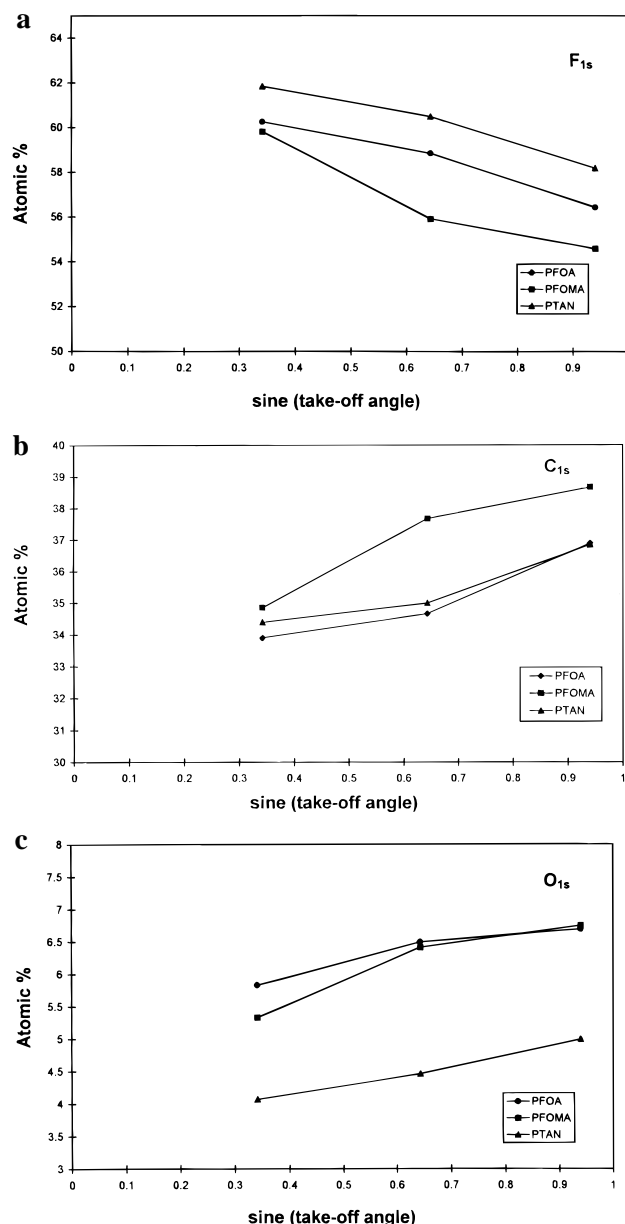 a
65
64
62
60
58
56
54
52
50
F1s
Atomic %
PFOA
PFOMA
PTAN
0 0.1 0.2 0.3 0.4 0.5 0.6 0.7 0.8 0.9
sine (take-off angle)
b
40
39
38
37
36
35
34
33
32
31
30
C1s
Atomic %
PFOA
PFOMA
PTAN
0 0.1 0.2 0.3 0.4 0.5 0.6 0.7 0.8 0.9 1
sine (take-off angle)
c
8
7.5
7
6.5
6
5.5
5
4.5
4
3.5
3
O1s
Atomic %
PFOA
PFOMA
PTAN
0 0.1 0.2 0.3 0.4 0.5 0.6 0.7 0.8 0.9 1
sine (take-off angle)